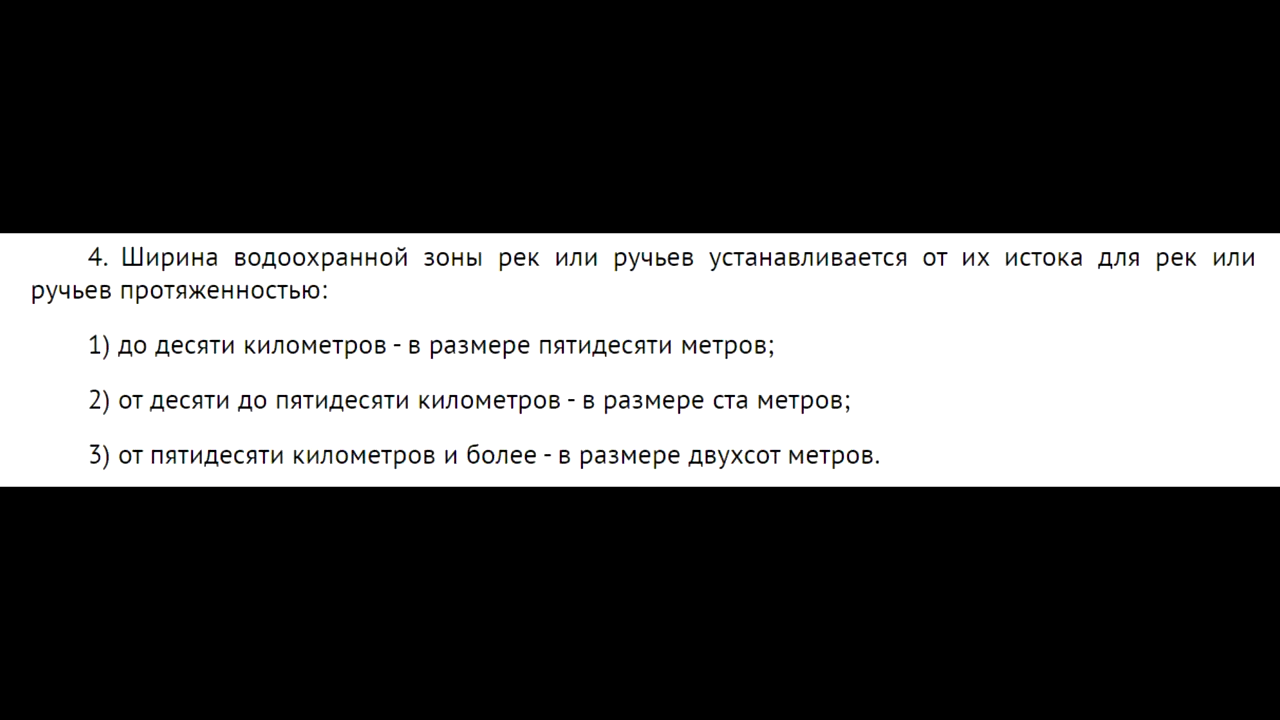 4. Ширина водоохранной зоны рек или ручьев устанавливается от их истока для рек или
ручьев протяженностью:
1) до десяти километров - в размере пятидесяти метров;
2) от десяти до пятидесяти километров - в размере ста метров;
3) от пятидесяти километров и более - в размере двухсот метров.